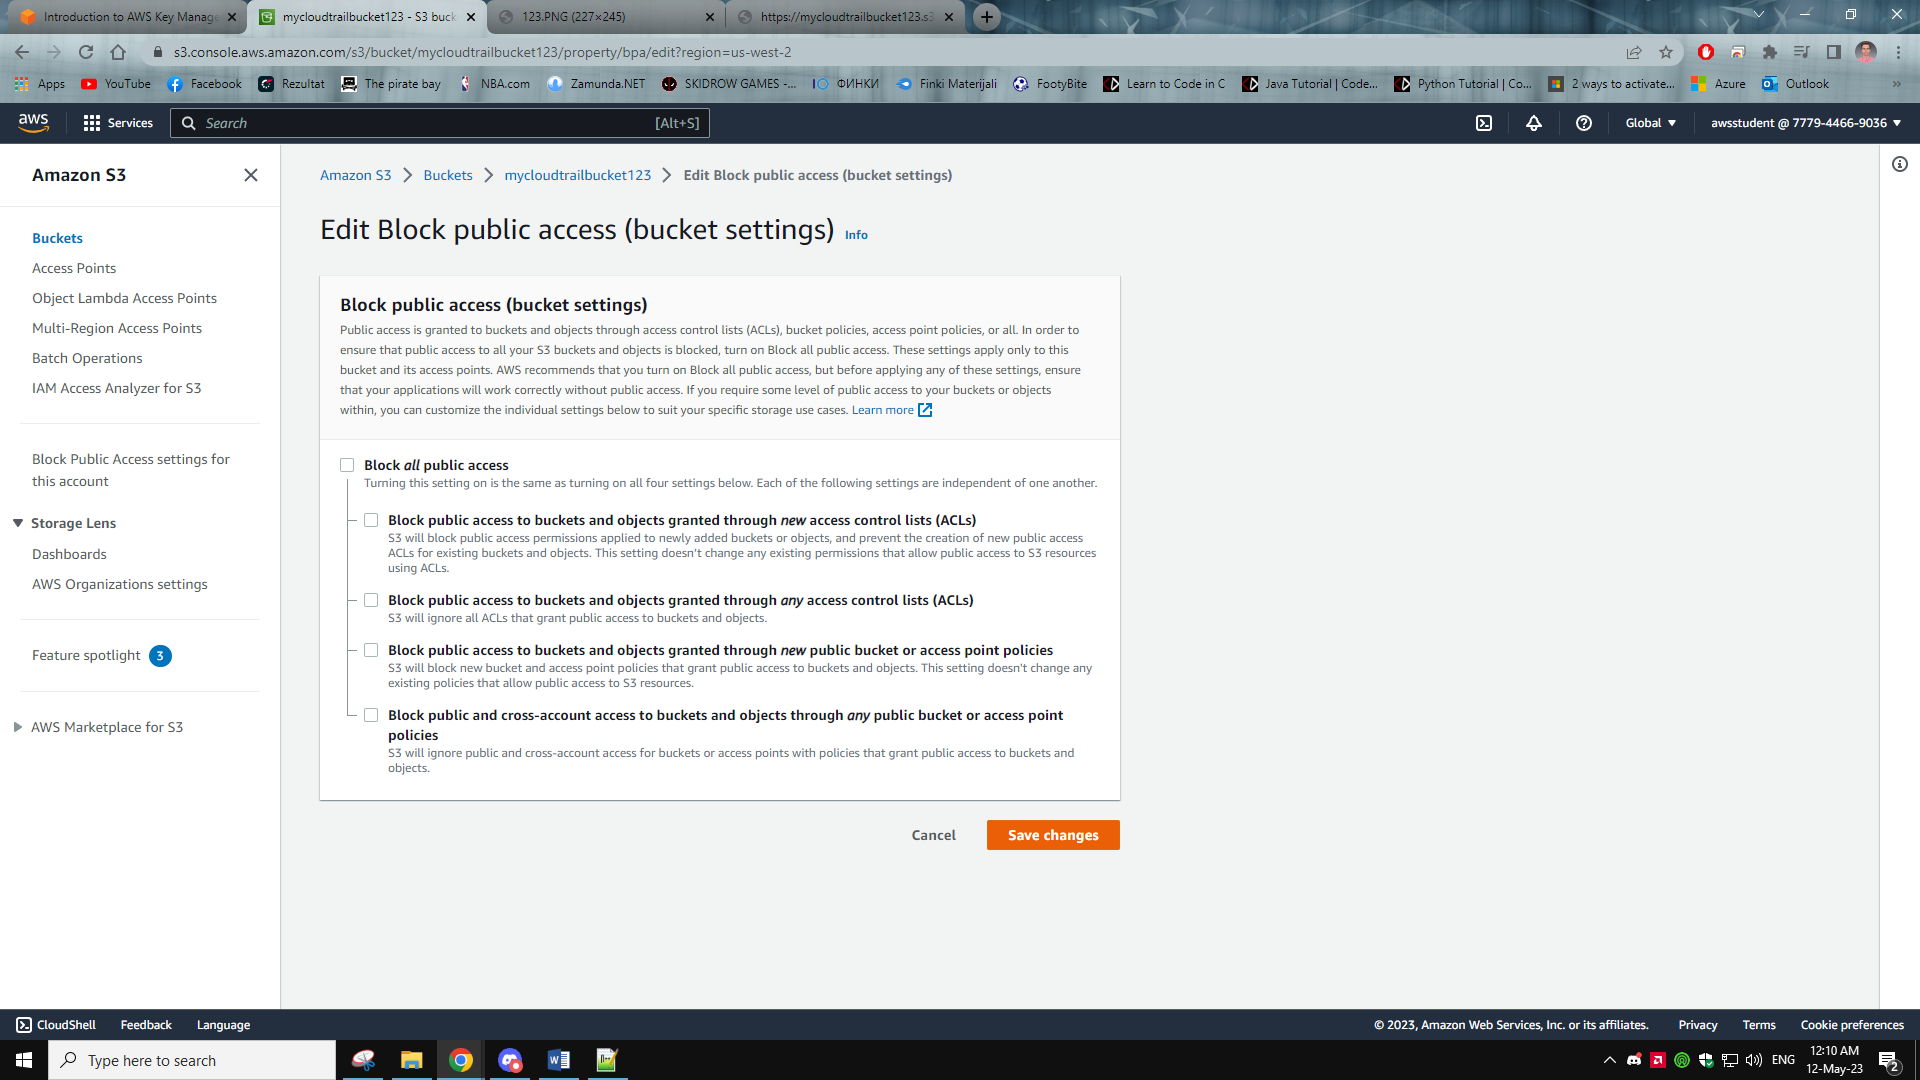 Introduction to AWS Key Manage
mycloudtrailbucket123 - S3 buck
123.PNG (227×245)
https://mycloudtrailbucket123.s3
s3.console.aws.amazon.com/s3/bucket/mycloudtrailbucket123/property/bpa/edit?region=us-west-2
Apps YouTube Facebook Rezultat The pirate bay NBA.com Zamunda.NET SKIDROW GAMES -... ФИНКИ Finki Materijali FootyBite Learn to Code in C Java Tutorial | Code... Python Tutorial | Co... 2 ways to activate... Azure Outlook
aws Services Search [Alt+S] Global awsstudent @ 7779-4466-9036
Amazon S3
Buckets
Access Points
Object Lambda Access Points
Multi-Region Access Points
Batch Operations
IAM Access Analyzer for S3
Block Public Access settings for
this account
Storage Lens
Dashboards
AWS Organizations settings
Feature spotlight 3
AWS Marketplace for S3
Amazon S3 Buckets mycloudtrailbucket123 Edit Block public access (bucket settings)
Edit Block public access (bucket settings) Info
Block public access (bucket settings)
Public access is granted to buckets and objects through access control lists (ACLs), bucket policies, access point policies, or all. In order to
ensure that public access to all your S3 buckets and objects is blocked, turn on Block all public access. These settings apply only to this
bucket and its access points. AWS recommends that you turn on Block all public access, but before applying any of these settings, ensure
that your applications will work correctly without public access. If you require some level of public access to your buckets or objects
within, you can customize the individual settings below to suit your specific storage use cases. Learn more
Block all public access
Turning this setting on is the same as turning on all four settings below. Each of the following settings are independent of one another.
Block public access to buckets and objects granted through new access control lists (ACLs)
S3 will block public access permissions applied to newly added buckets or objects, and prevent the creation of new public access
ACLs for existing buckets and objects. This setting doesn't change any existing permissions that allow public access to S3 resources
using ACLs.
Block public access to buckets and objects granted through any access control lists (ACLs)
S3 will ignore all ACLs that grant public access to buckets and objects.
Block public access to buckets and objects granted through new public bucket or access point policies
S3 will block new bucket and access point policies that grant public access to buckets and objects. This setting doesn't change any
existing policies that allow public access to S3 resources.
Block public and cross-account access to buckets and objects through any public bucket or access point
policies
S3 will ignore public and cross-account access for buckets or access points with policies that grant public access to buckets and
objects.
Cancel Save changes
CloudShell Feedback Language © 2023, Amazon Web Services, Inc. or its affiliates. Privacy Terms Cookie preferences
Type here to search
ENG
12:10 AM
12-May-23
2